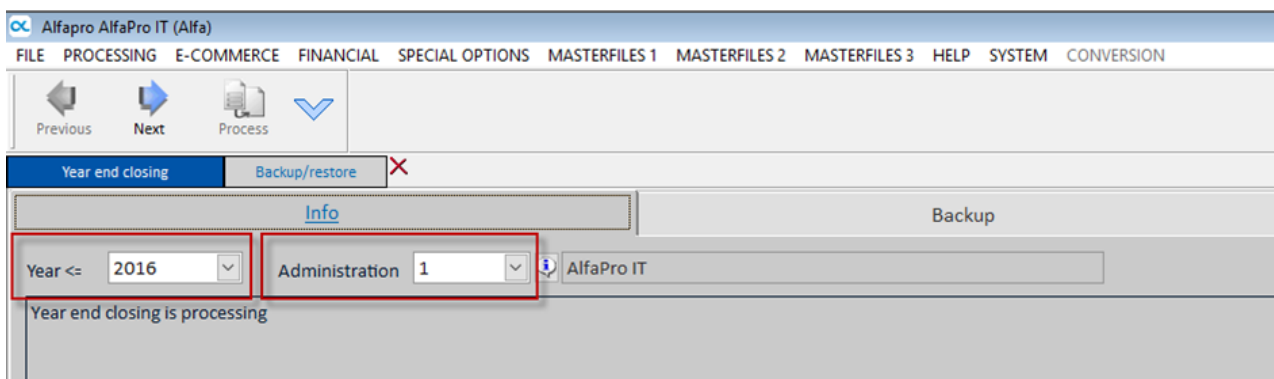 Alfapro AlfaPro IT (Alfa)
FILE PROCESSING E-COMMERCE FINANCIAL SPECIAL OPTIONS MASTERFILES 1 MASTERFILES 2 MASTERFILES 3 HELP SYSTEM CONVERSION
Previous Next Process
Year end closing Backup/restore
Info Backup
Year <= 2016 Administration 1 AlfaPro IT
Year end closing is processing